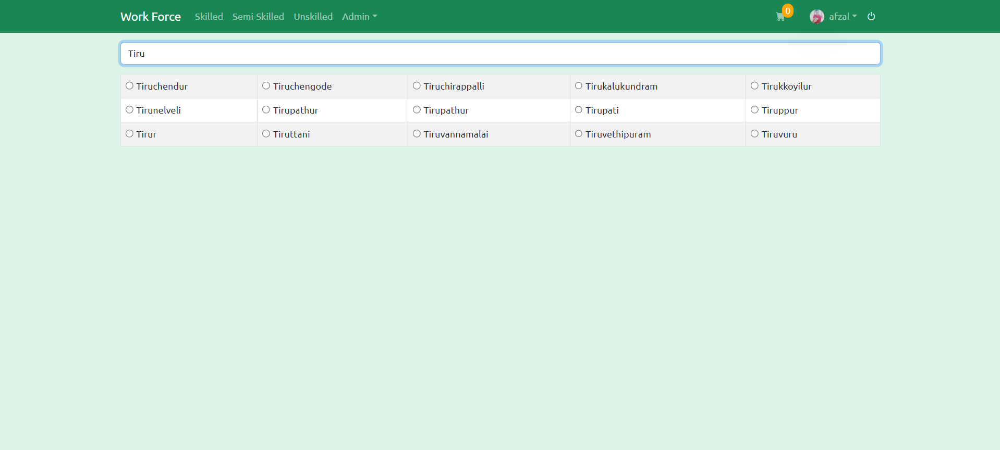 Work Force Skilled Semi-Skilled Unskilled Admin 0 afzal
Tiru
Tiruchendur Tiruchengode Tiruchirappalli Tirukalukundram Tirukkoyilur
Tirunelveli Tirupathur Tirupathur Tirupati Tiruppur
Tirur Tiruttani Tiruvannamalai Tiruvethipuram Tiruvuru